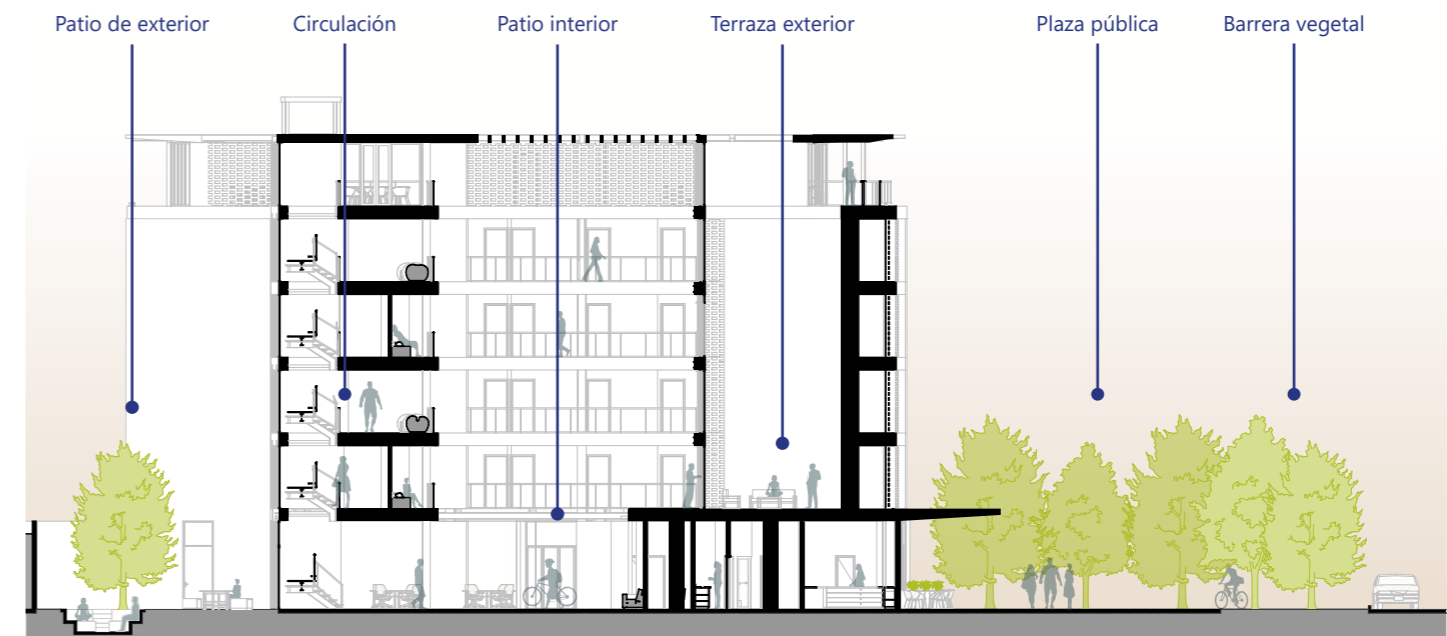 Patio de exterior
Circulación
Patio interior
Terraza exterior
Plaza pública
Barrera vegetal